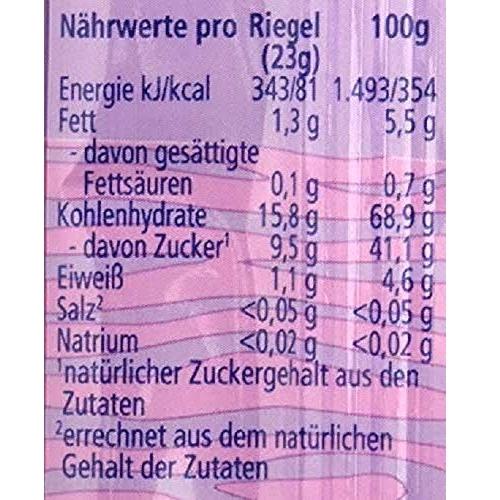 Nährwerte pro Riegel 100g
(23g)
Energie kJ/kcal 343/81 1.493/354
Fett 1,3 g 5,5 g
- davon gesättigte
Fettsäuren 0,1 g 0,7 g
Kohlenhydrate 15,8 g 68,9 g
- davon Zucker¹ 9,5 g 41,1 g
Eiweiß 1,1 g 4,6 g
Salz² <0,05 g <0,05 g
Natrium <0,02 g <0,02 g
¹natürlicher Zuckergehalt aus den
Zutaten
²errechnet aus dem natürlichen
Gehalt der Zutaten